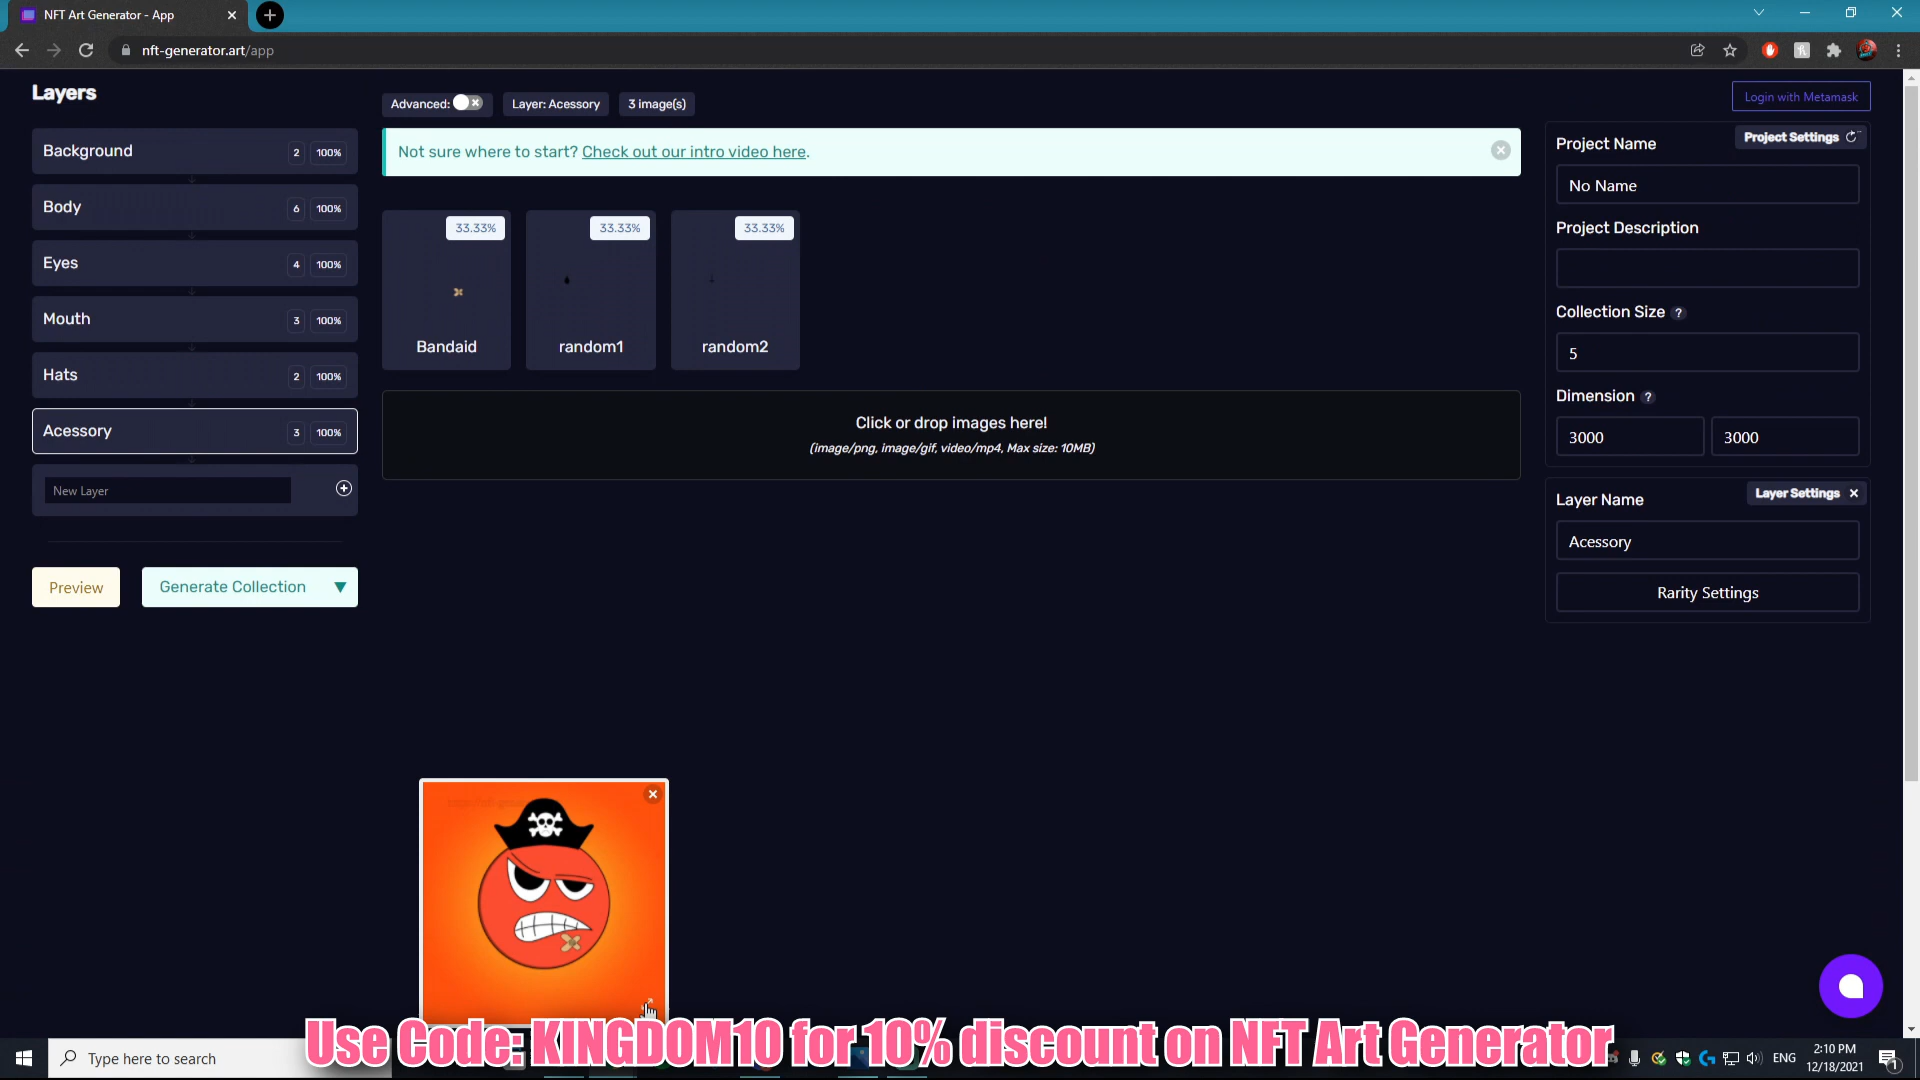 NFT Art Generator - App
nft-generator.art/app
Layers
Background 2 100%
Body 6 100%
Eyes 4 100%
Mouth 3 100%
Hats 2 100%
Acessory 3 100%
New Layer
Preview
Generate Collection
Advanced:
Layer: Acessory
3 image(s)
Not sure where to start? Check out our intro video here.
33.33%
33.33%
33.33%
Bandaid
random1
random2
Click or drop images here!
(image/png, image/gif, video/mp4, Max size: 10MB)
Login with Metamask
Project Settings
Project Name
No Name
Project Description
Collection Size ?
5
Dimension ?
3000
3000
Layer Settings
Layer Name
Acessory
Rarity Settings
Use Code: KINGDOM10 for 10% discount on NFT Art Generator
Type here to search
ENG
2:10 PM
12/18/2021
1